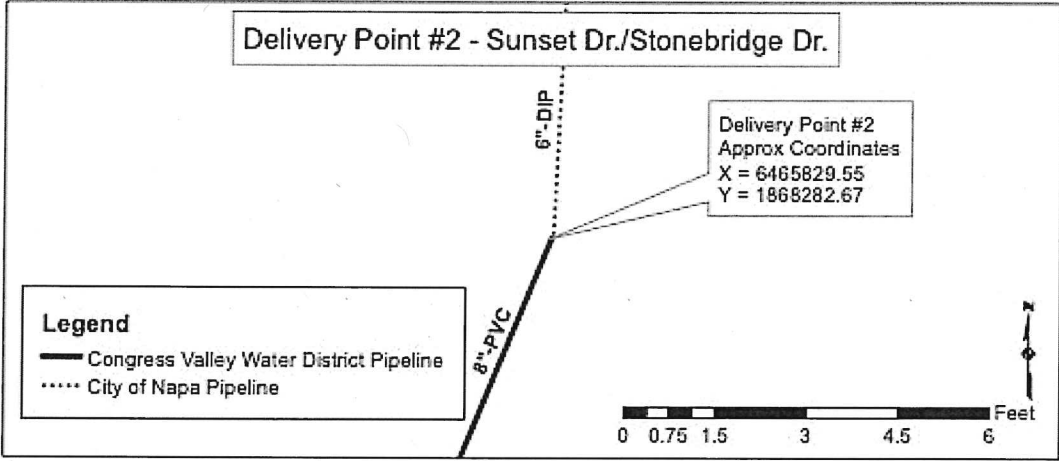 Delivery Point #2 - Sunset Dr./Stonebridge Dr.
6"-DIP
Delivery Point #2
Approx Coordinates
X = 6465829.55
Y = 1868282.67
8"-PVC
Legend
Congress Valley Water District Pipeline
City of Napa Pipeline
N
Feet
0 0.75 1.5 3 4.5 6